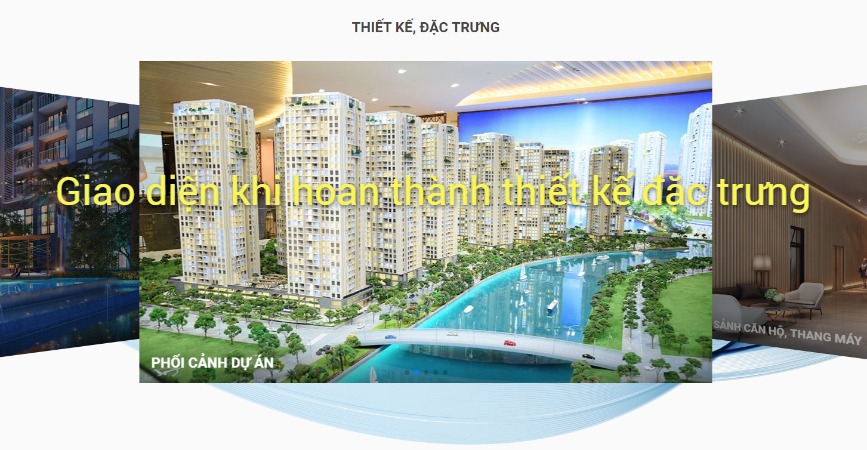 THIẾT KẾ, ĐẶC TRƯNG
Giao diện khi hoan thành thiết kế đặc trưng
SẢNH CĂN HỘ, THANG MÁY
PHỐI CẢNH DỰ ÁN